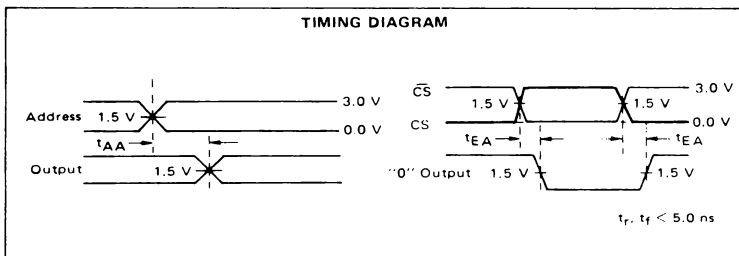 TIMING DIAGRAM
Address
1.5 V
3.0 V
0.0 V
tAA
Output
1.5 V
C̅S̅
CS
1.5 V
1.5 V
3.0 V
0.0 V
tEA
tEA
"0" Output
1.5 V
1.5 V
tr, tf < 5.0 ns